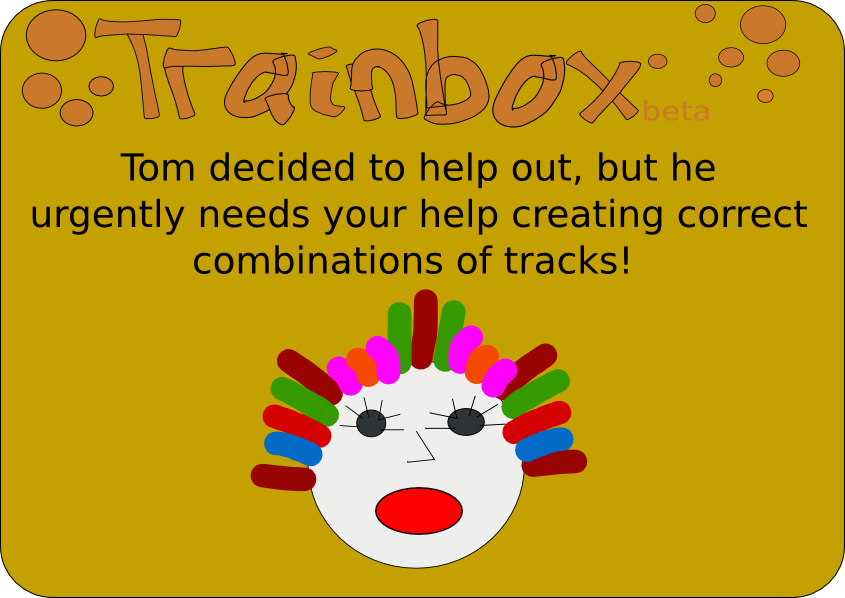 Trainbox
beta
Tom decided to help out, but he
urgently needs your help creating correct
combinations of tracks!